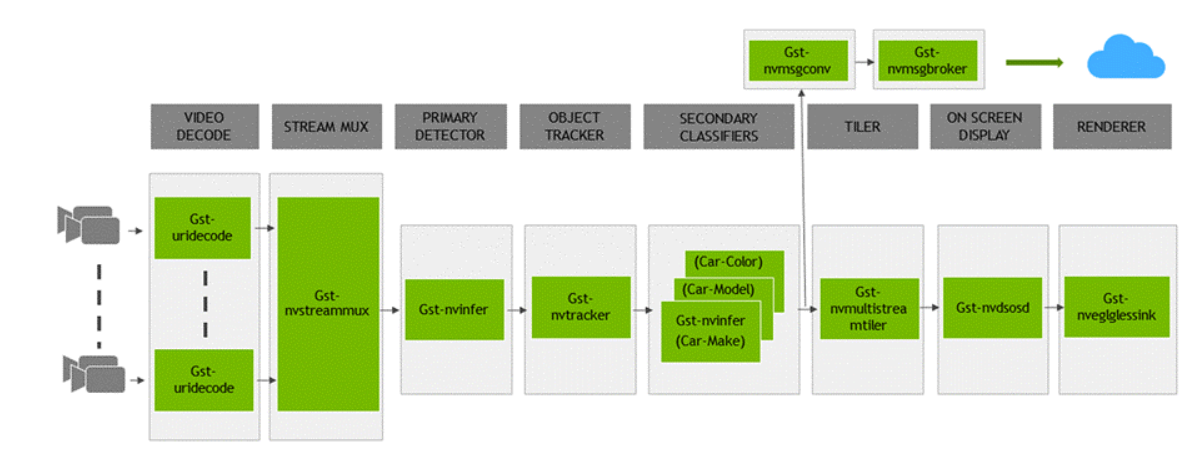 Gst-
nvmsgconv
Gst-
nvmsgbroker
VIDEO
DECODE
STREAM MUX
PRIMARY
DETECTOR
OBJECT
TRACKER
SECONDARY
CLASSIFIERS
TILER
ON SCREEN
DISPLAY
RENDERER
Gst-
uridecode
Gst-
uridecode
Gst-
nvstreammux
Gst-nvinfer
Gst-
nvtracker
(Car-Color)
(Car-Model)
Gst-nvinfer
(Car-Make)
Gst-
nvmultistrea
mtiler
Gst-nvdsosd
Gst-
nveglglessink